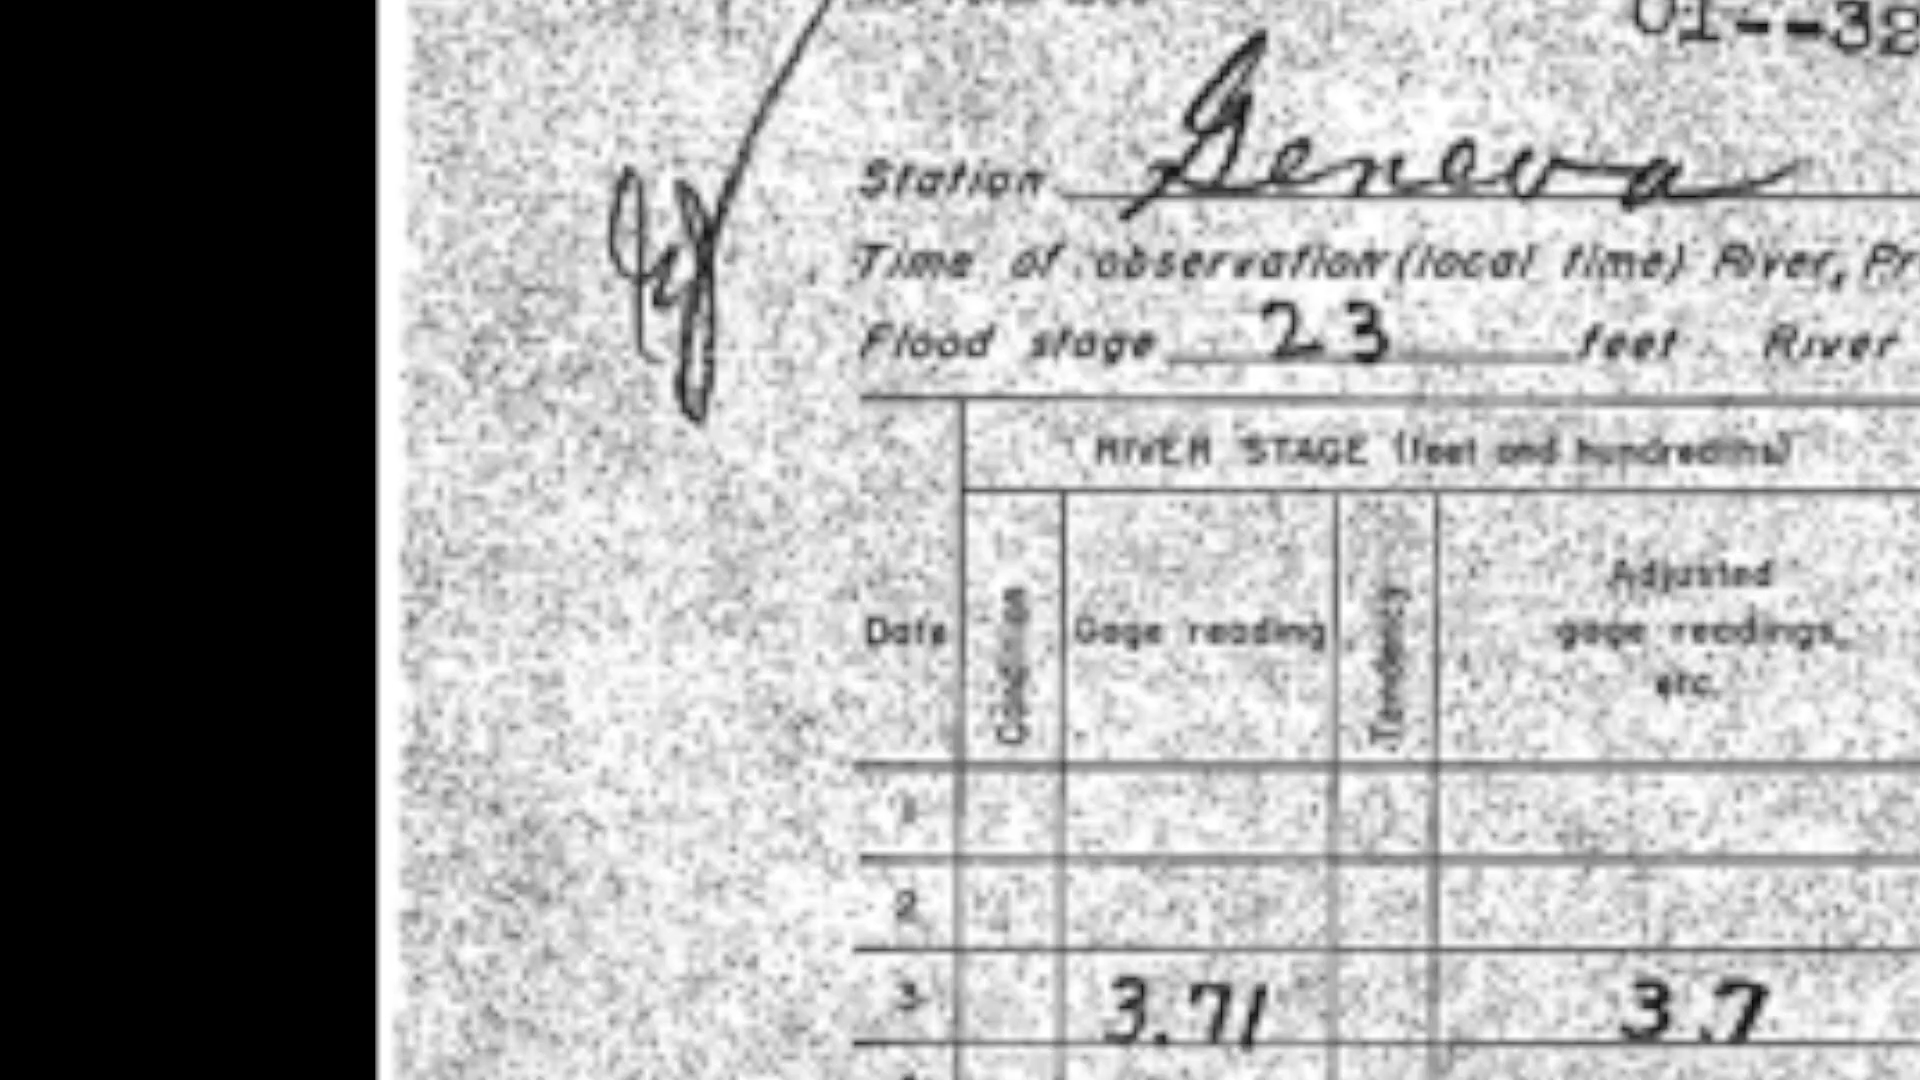 01--32
Station Geneva
Time of observation (local time) River, Pr
Flood stage 23 feet River
RIVER STAGE (feet and hundredths)
Date Condition Gage reading Tendency Adjusted gage readings, etc.
1
2
3 3.71 3.7